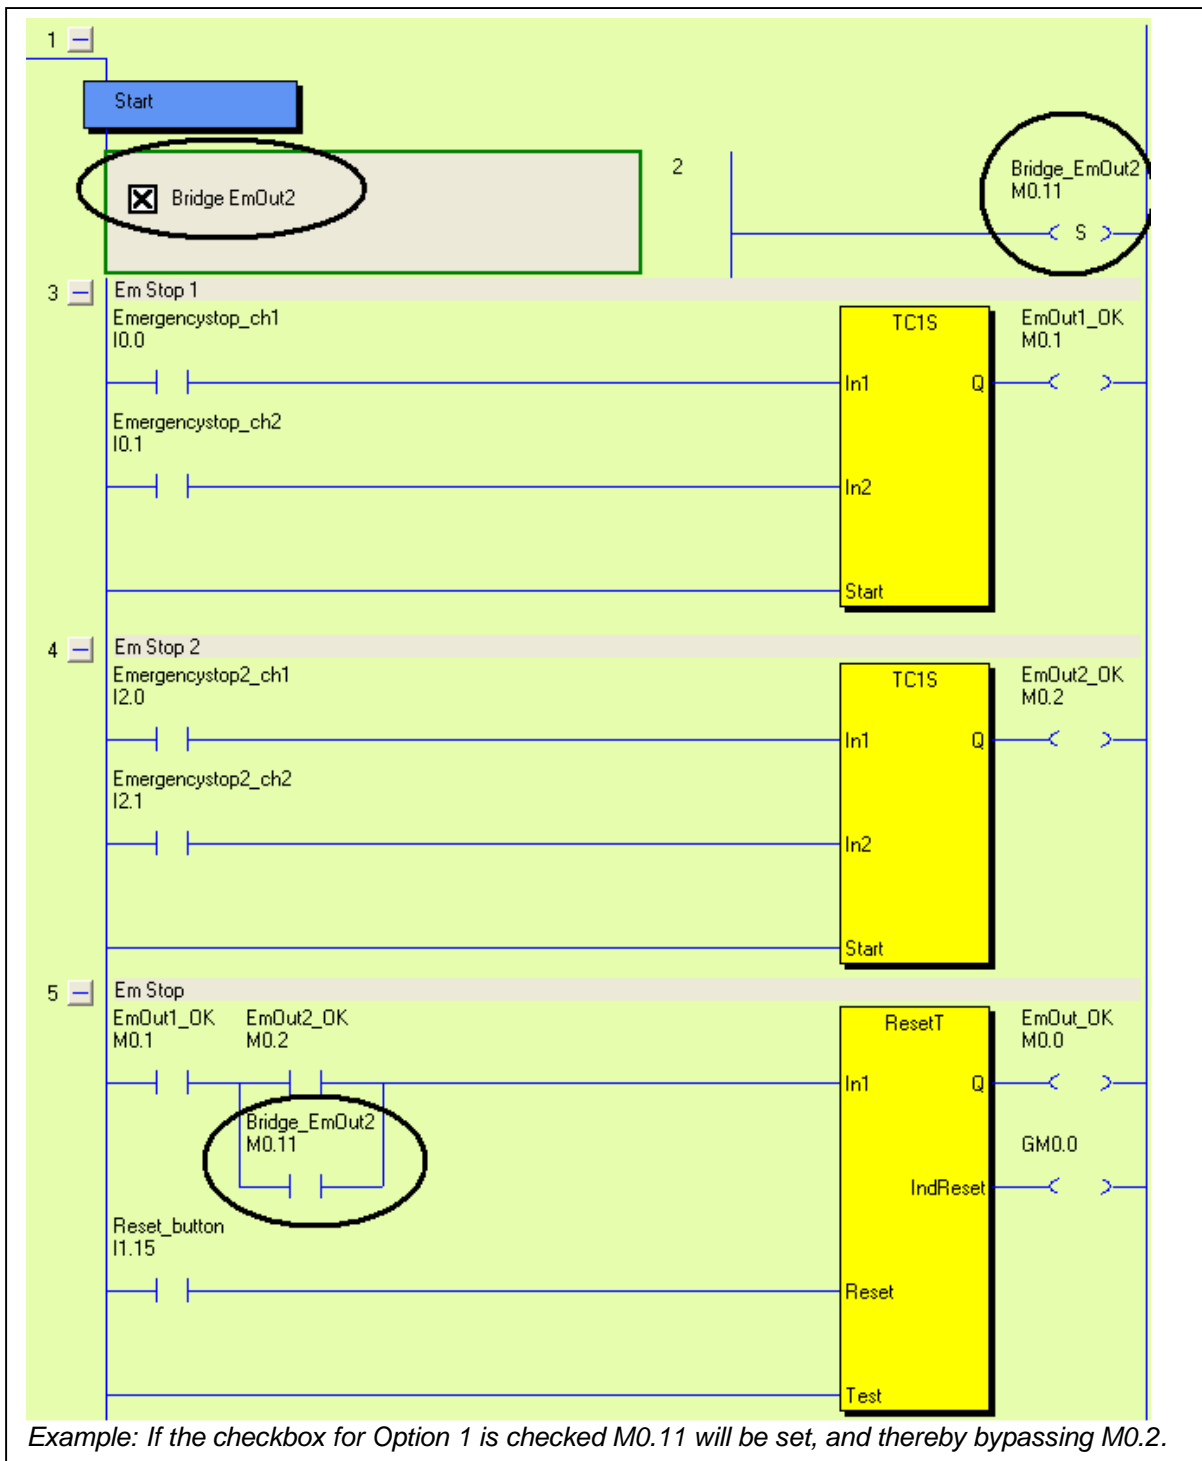 1
Start
Bridge EmOut2
2
Bridge_EmOut2
M0.11
S
3
Em Stop 1
Emergencystop_ch1
I0.0
TC1S
EmOut1_OK
M0.1
In1
Q
Emergencystop_ch2
I0.1
In2
Start
4
Em Stop 2
Emergencystop2_ch1
I2.0
TC1S
EmOut2_OK
M0.2
In1
Q
Emergencystop2_ch2
I2.1
In2
Start
5
Em Stop
EmOut1_OK
M0.1
EmOut2_OK
M0.2
ResetT
EmOut_OK
M0.0
In1
Q
Bridge_EmOut2
M0.11
GM0.0
IndReset
Reset_button
I1.15
Reset
Test
Example: If the checkbox for Option 1 is checked M0.11 will be set, and thereby bypassing M0.2.